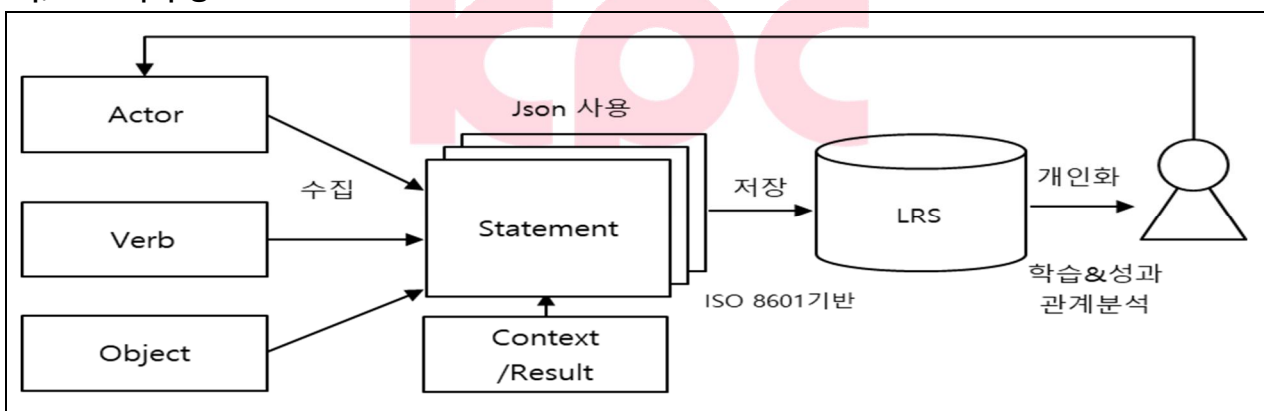 kpc
Json 사용
Actor
수집
Verb
Object
Statement
Context
/Result
저장
ISO 8601기반
LRS
개인화
학습&성과
관계분석